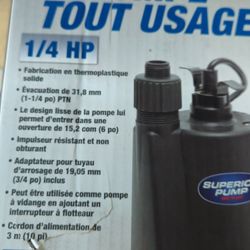 TOUT USAGE
1/4 HP
• Fabrication en thermoplastique
solide
• Évacuation de 31,8 mm
(1-1/4 po) PTN
• Le design lisse de la pompe lui
permet d'entrer dans une
ouverture de 15,2 com (6 po)
• Impulseur résistant et non
obturant
• Adaptateur pour tuyau
d'arrosage de 19,05 mm
(3/4 po) inclus
• Peut être utilisée comme pompe
à vidange en ajoutant un
interrupteur à flotteur
• Cordon d'alimentation de
3 m (10 pi)
SUPERIOR
PUMP